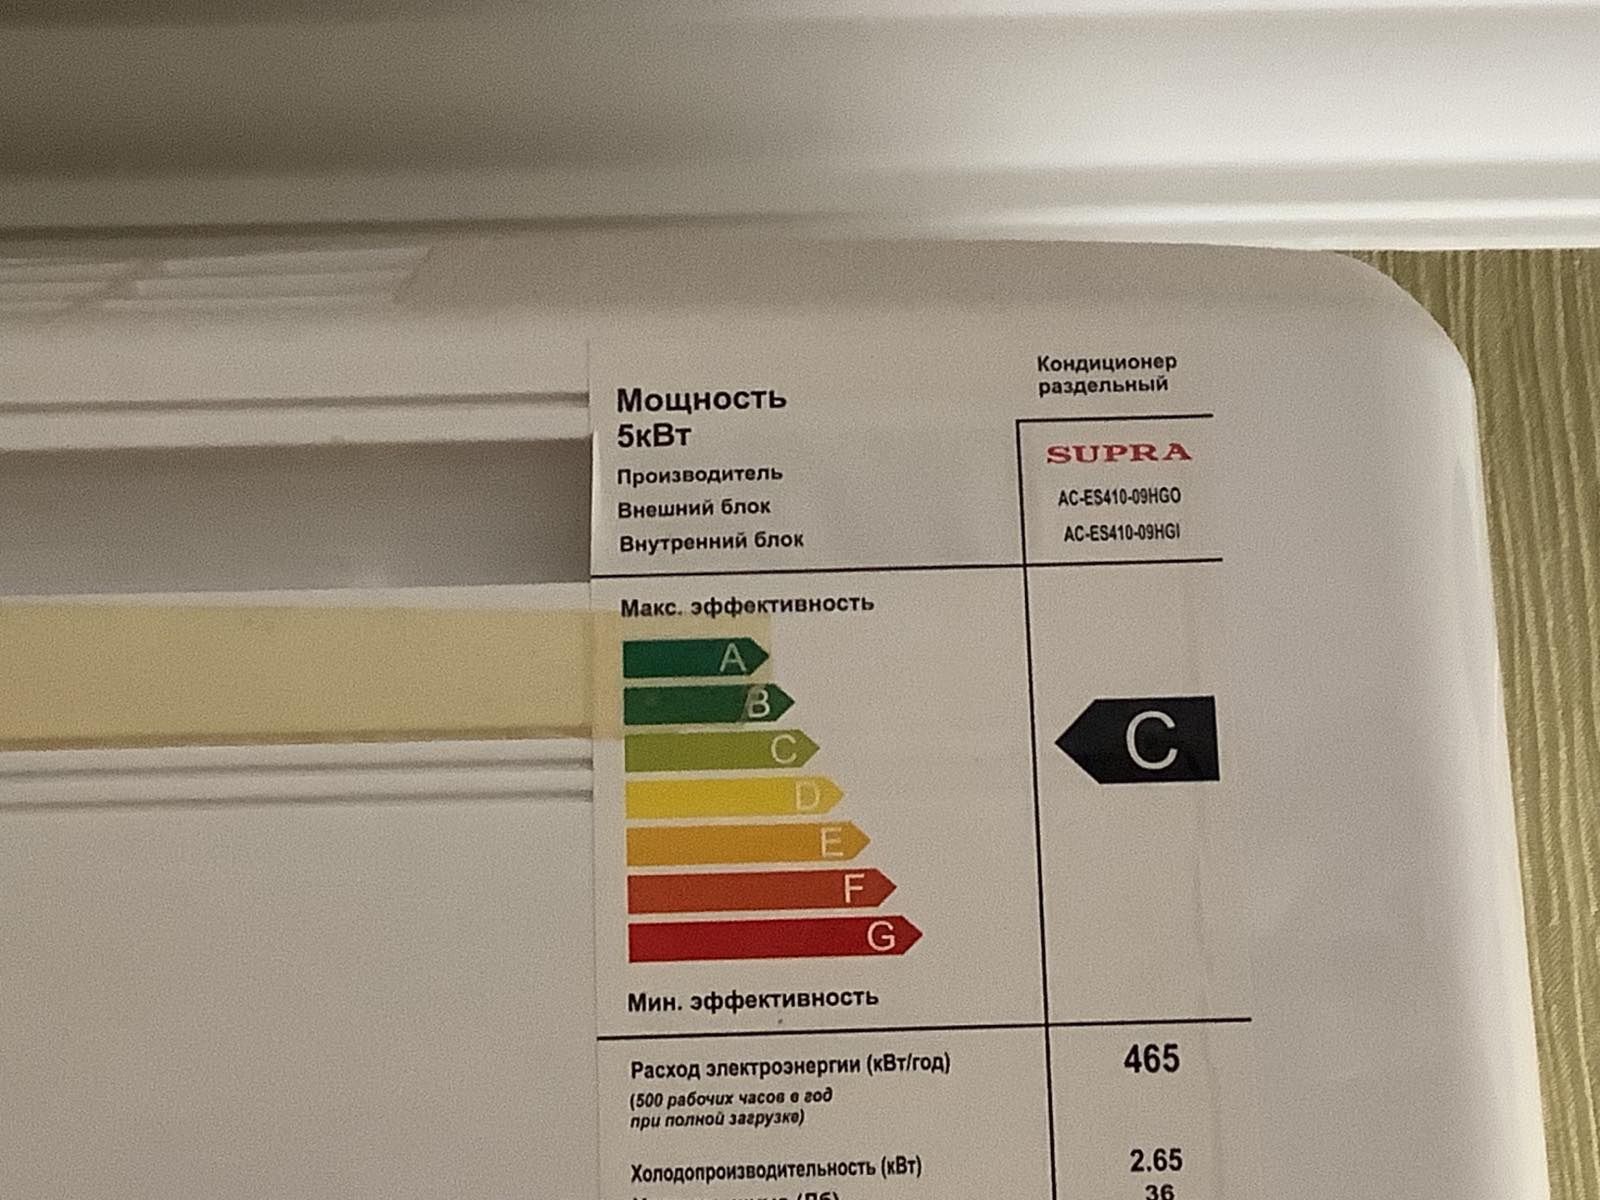 Кондиционер
раздельный
Мощность
5кВт
Производитель SUPRA
Внешний блок AC-ES410-09HGO
Внутренний блок AC-ES410-09HGI
Макс. эффективность
A
B
C
D
E
F
G
C
Мин. эффективность
Расход электроэнергии (кВт/год) 465
(500 рабочих часов в год
при полной загрузке)
Холодопроизводительность (кВт) 2.65
36